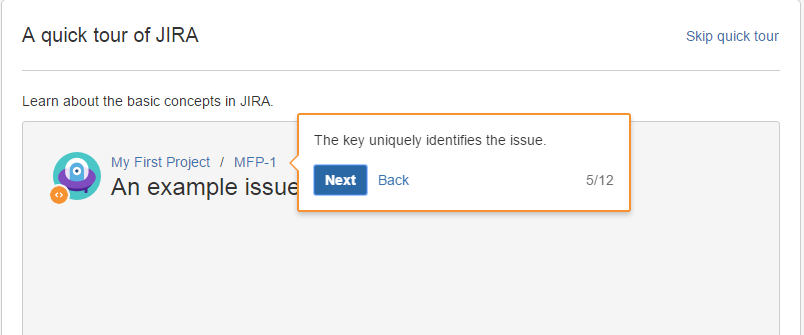 A quick tour of JIRA
Skip quick tour
Learn about the basic concepts in JIRA.
My First Project / MFP-1
An example issue
The key uniquely identifies the issue.
Next Back 5/12